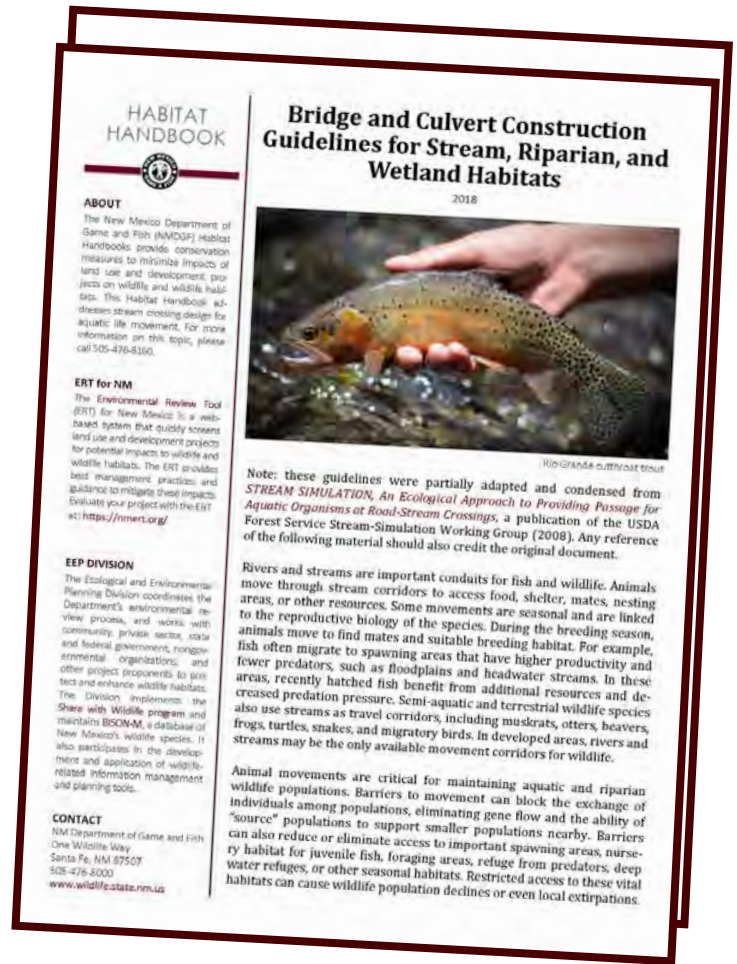 HABITAT
HANDBOOK
ABOUT
The New Mexico Department of
Game and Fish (NMDGF) Habitat
Handbooks provide conservation
measures to minimize impacts of
land use and development pro-
jects on wildlife and wildlife habi-
tats. This Habitat Handbook ad-
dresses stream crossing design for
aquatic life movement. For more
information on this topic, please
call 505-476-8160.
ERT for NM
The Environmental Review Tool
(ERT) for New Mexico is a web-
based system that quickly screens
land use and development projects
for potential impacts to wildlife and
wildlife habitats. The ERT provides
best management practices and
guidance to mitigate these impacts.
Evaluate your project with the ERT
at: https://nmert.org/
EEP DIVISION
The Ecological and Environmental
Planning Division coordinates the
Department's environmental re-
view process, and works with
community, private sector, state
and federal government, nongov-
ernmental organizations, and
other project proponents to pro-
tect and enhance wildlife habitats.
The Division implements the
Share with Wildlife program and
maintains BISON-M, a database of
New Mexico's wildlife species. It
also participates in the develop-
ment and application of wildlife-
related information management
and planning tools.
CONTACT
NM Department of Game and Fish
One Wildlife Way
Santa Fe, NM 87507
505-476-8000
www.wildlife.state.nm.us
Bridge and Culvert Construction
Guidelines for Stream, Riparian, and
Wetland Habitats
2018
Rio Grande cutthroat trout
Note: these guidelines were partially adapted and condensed from
STREAM SIMULATION, An Ecological Approach to Providing Passage for
Aquatic Organisms at Road-Stream Crossings, a publication of the USDA
Forest Service Stream-Simulation Working Group (2008). Any reference
of the following material should also credit the original document.
Rivers and streams are important conduits for fish and wildlife. Animals
move through stream corridors to access food, shelter, mates, nesting
areas, or other resources. Some movements are seasonal and are linked
to the reproductive biology of the species. During the breeding season,
animals move to find mates and suitable breeding habitat. For example,
fish often migrate to spawning areas that have higher productivity and
fewer predators, such as floodplains and headwater streams. In these
areas, recently hatched fish benefit from additional resources and de-
creased predation pressure. Semi-aquatic and terrestrial wildlife species
also use streams as travel corridors, including muskrats, otters, beavers,
frogs, turtles, snakes, and migratory birds. In developed areas, rivers and
streams may be the only available movement corridors for wildlife.
Animal movements are critical for maintaining aquatic and riparian
wildlife populations. Barriers to movement can block the exchange of
individuals among populations, eliminating gene flow and the ability of
"source" populations to support smaller populations nearby. Barriers
can also reduce or eliminate access to important spawning areas, nurse-
ry habitat for juvenile fish, foraging areas, refuge from predators, deep
water refuges, or other seasonal habitats. Restricted access to these vital
habitats can cause wildlife population declines or even local extirpations.